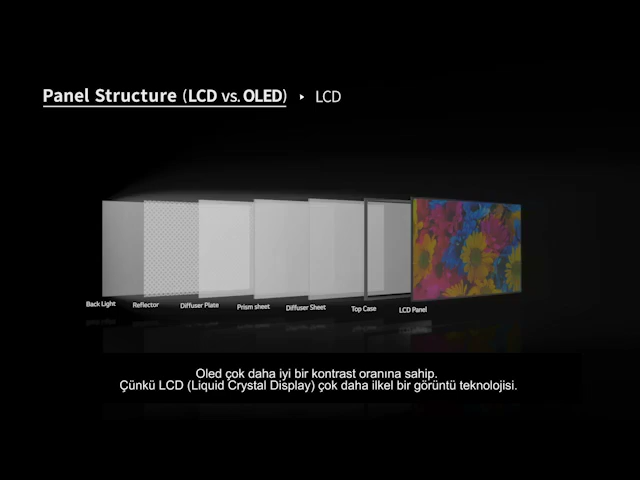 Panel Structure (LCD vs. OLED) ▸ LCD
Back Light
Reflector
Diffuser Plate
Prism sheet
Diffuser Sheet
Top Case
LCD Panel
Oled çok daha iyi bir kontrast oranına sahip.
Çünkü LCD (Liquid Crystal Display) çok daha ilkel bir görüntü teknolojisi.